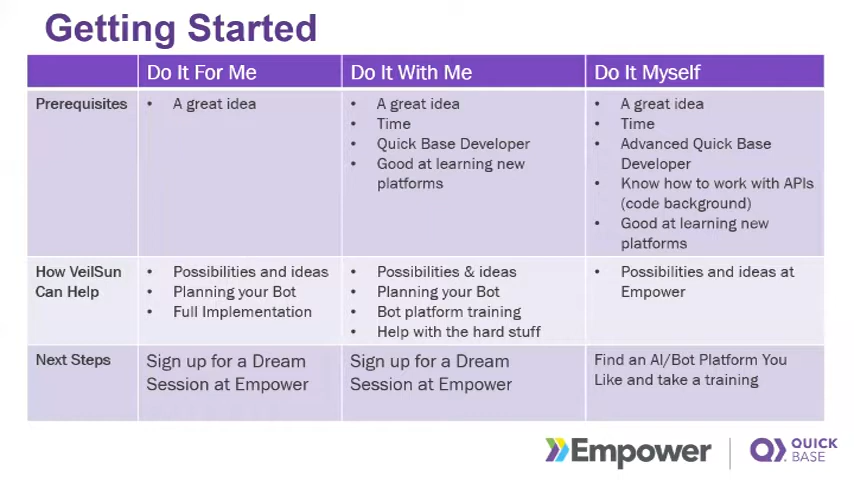 Getting Started
Do It For Me
Do It With Me
Do It Myself
Prerequisites
• A great idea
• A great idea
• Time
• Quick Base Developer
• Good at learning new
platforms
• A great idea
• Time
• Advanced Quick Base
Developer
• Know how to work with APIs
(code background)
• Good at learning new
platforms
How VeilSun
Can Help
• Possibilities and ideas
• Planning your Bot
• Full Implementation
• Possibilities & ideas
• Planning your Bot
• Bot platform training
• Help with the hard stuff
• Possibilities and ideas at
Empower
Next Steps
Sign up for a Dream
Session at Empower
Sign up for a Dream
Session at Empower
Find an AI/Bot Platform You
Like and take a training
Empower
QUICK
BASE